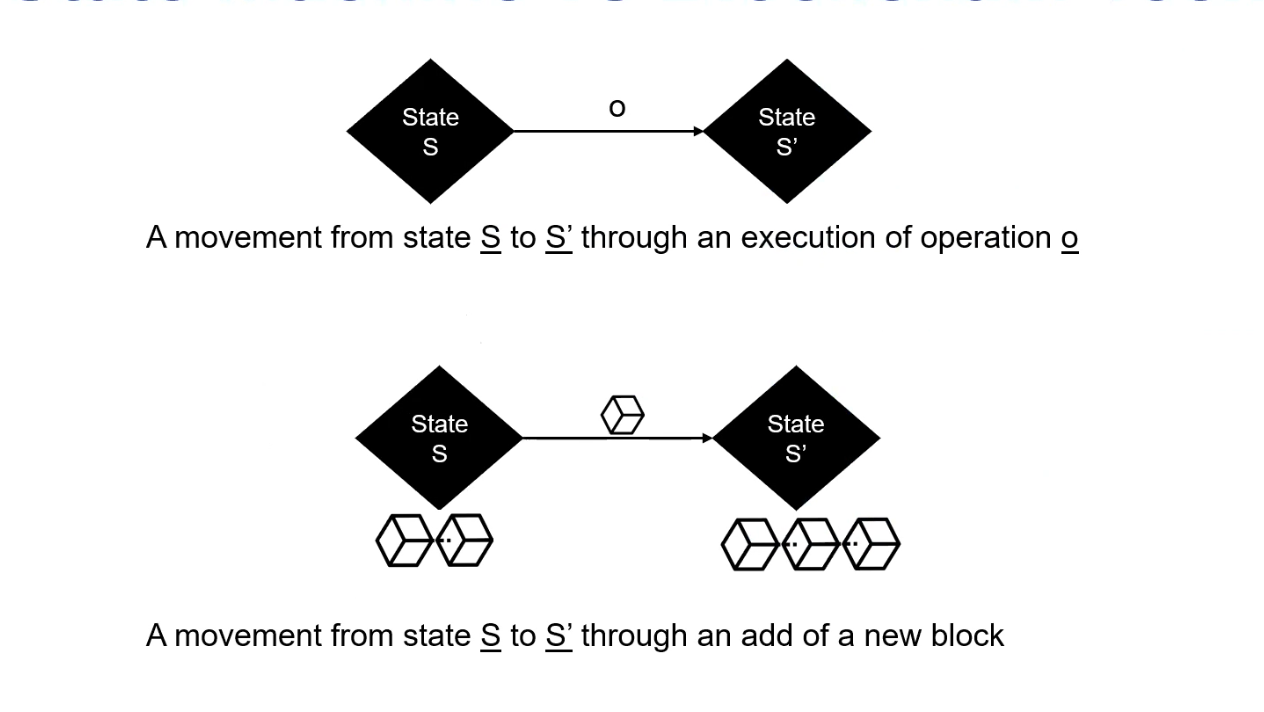 o
State
S
State
S’
A movement from state S to S’ through an execution of operation o
State
S
State
S’
A movement from state S to S’ through an add of a new block